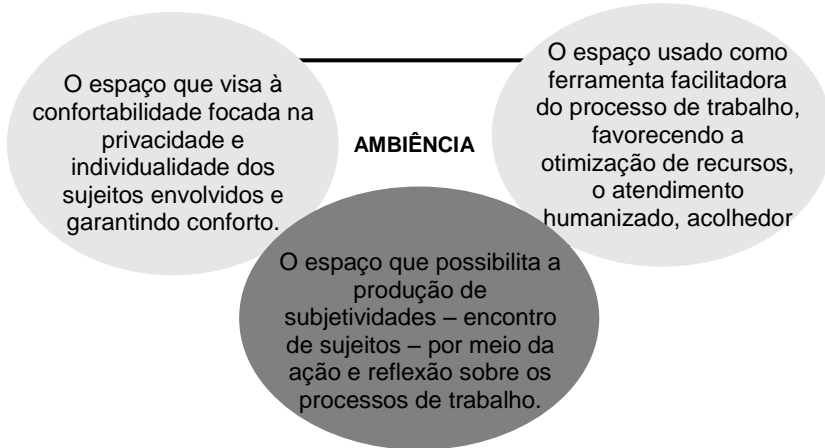 O espaço que visa à
confortabilidade focada na
privacidade e
individualidade dos
sujeitos envolvidos e
garantindo conforto.
AMBIÊNCIA
O espaço usado como
ferramenta facilitadora
do processo de trabalho,
favorecendo a
otimização de recursos,
o atendimento
humanizado, acolhedor
O espaço que possibilita a
produção de
subjetividades – encontro
de sujeitos – por meio da
ação e reflexão sobre os
processos de trabalho.